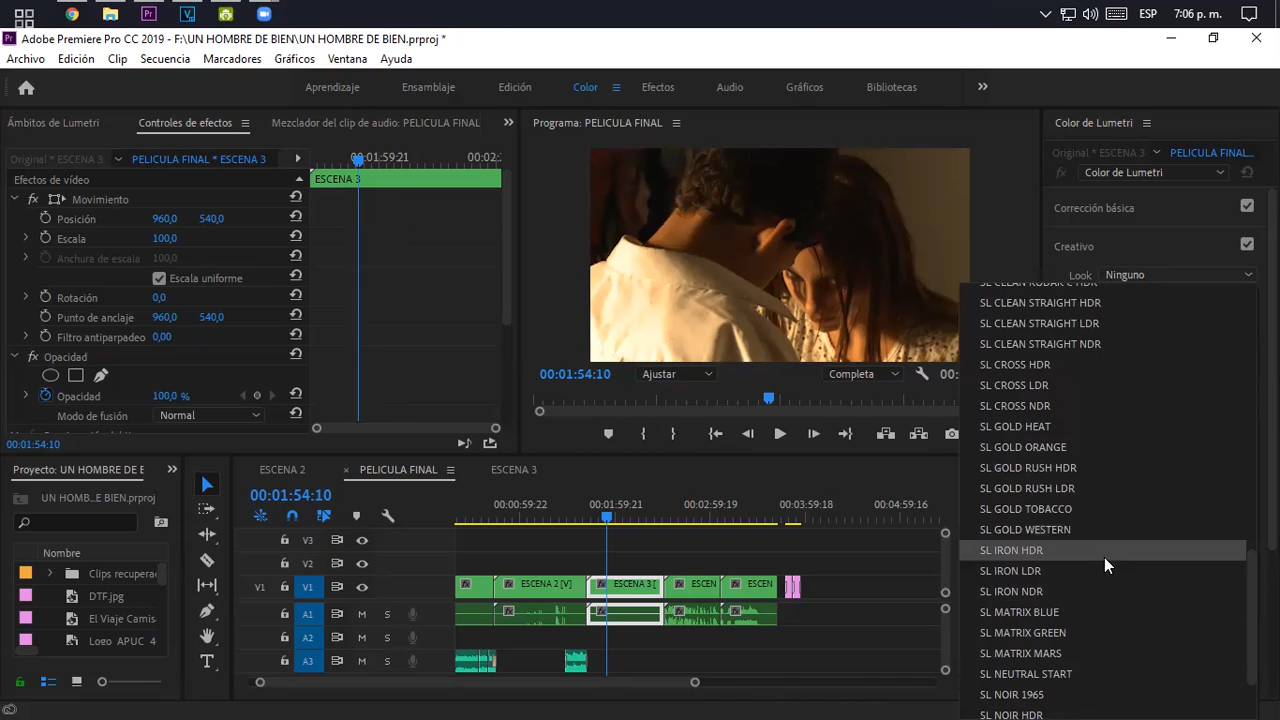 ESP
7:06 p. m.
Adobe Premiere Pro CC 2019 - F:\UN HOMBRE DE BIEN\UN HOMBRE DE BIEN.prproj *
Archivo Edición Clip Secuencia Marcadores Gráficos Ventana Ayuda
Aprendizaje Ensamblaje Edición Color Efectos Audio Gráficos Bibliotecas
Ámbitos de Lumetri Controles de efectos Mezclador del clip de audio: PELICULA FINAL
Programa: PELICULA FINAL
Color de Lumetri
Original * ESCENA 3 PELICULA FINAL * ESCENA 3
00:01:59:21 00:02:
Original * ESCENA 3 PELICULA FINAL...
Efectos de vídeo
ESCENA 3
fx Color de Lumetri
fx Movimiento
Posición 960,0 540,0
Escala 100,0
Anchura de escala 100,0
Escala uniforme
Rotación 0,0
Punto de anclaje 960,0 540,0
Filtro antiparpadeo 0,00
fx Opacidad
Opacidad 100,0 %
Modo de fusión Normal
00:01:54:10
Corrección básica
Creativo
Look Ninguno
00:01:54:10 Ajustar Completa 00:
SL CLEAN KODAK C HDR
SL CLEAN STRAIGHT HDR
SL CLEAN STRAIGHT LDR
SL CLEAN STRAIGHT NDR
SL CROSS HDR
SL CROSS LDR
SL CROSS NDR
SL GOLD HEAT
SL GOLD ORANGE
SL GOLD RUSH HDR
SL GOLD RUSH LDR
SL GOLD TOBACCO
SL GOLD WESTERN
SL IRON HDR
SL IRON LDR
SL IRON NDR
SL MATRIX BLUE
SL MATRIX GREEN
SL MATRIX MARS
SL NEUTRAL START
SL NOIR 1965
SL NOIR HDR
Proyecto: UN HOMBRE DE B
UN HOMB...E BIEN.prproj
Nombre
Clips recupera
DTF.jpg
El Viaje Camis
Logo APUC 4
ESCENA 2 PELICULA FINAL ESCENA 3
00:01:54:10
00:00:59:22 00:01:59:21 00:02:59:19 00:03:59:18 00:04:59:16
V3
V2
V1 V1
fx fx ESCENA 2 [V] fx ESCENA 3 [ fx ESCEN fx ESCEN
A1 M S
A2 M S
A3 M S